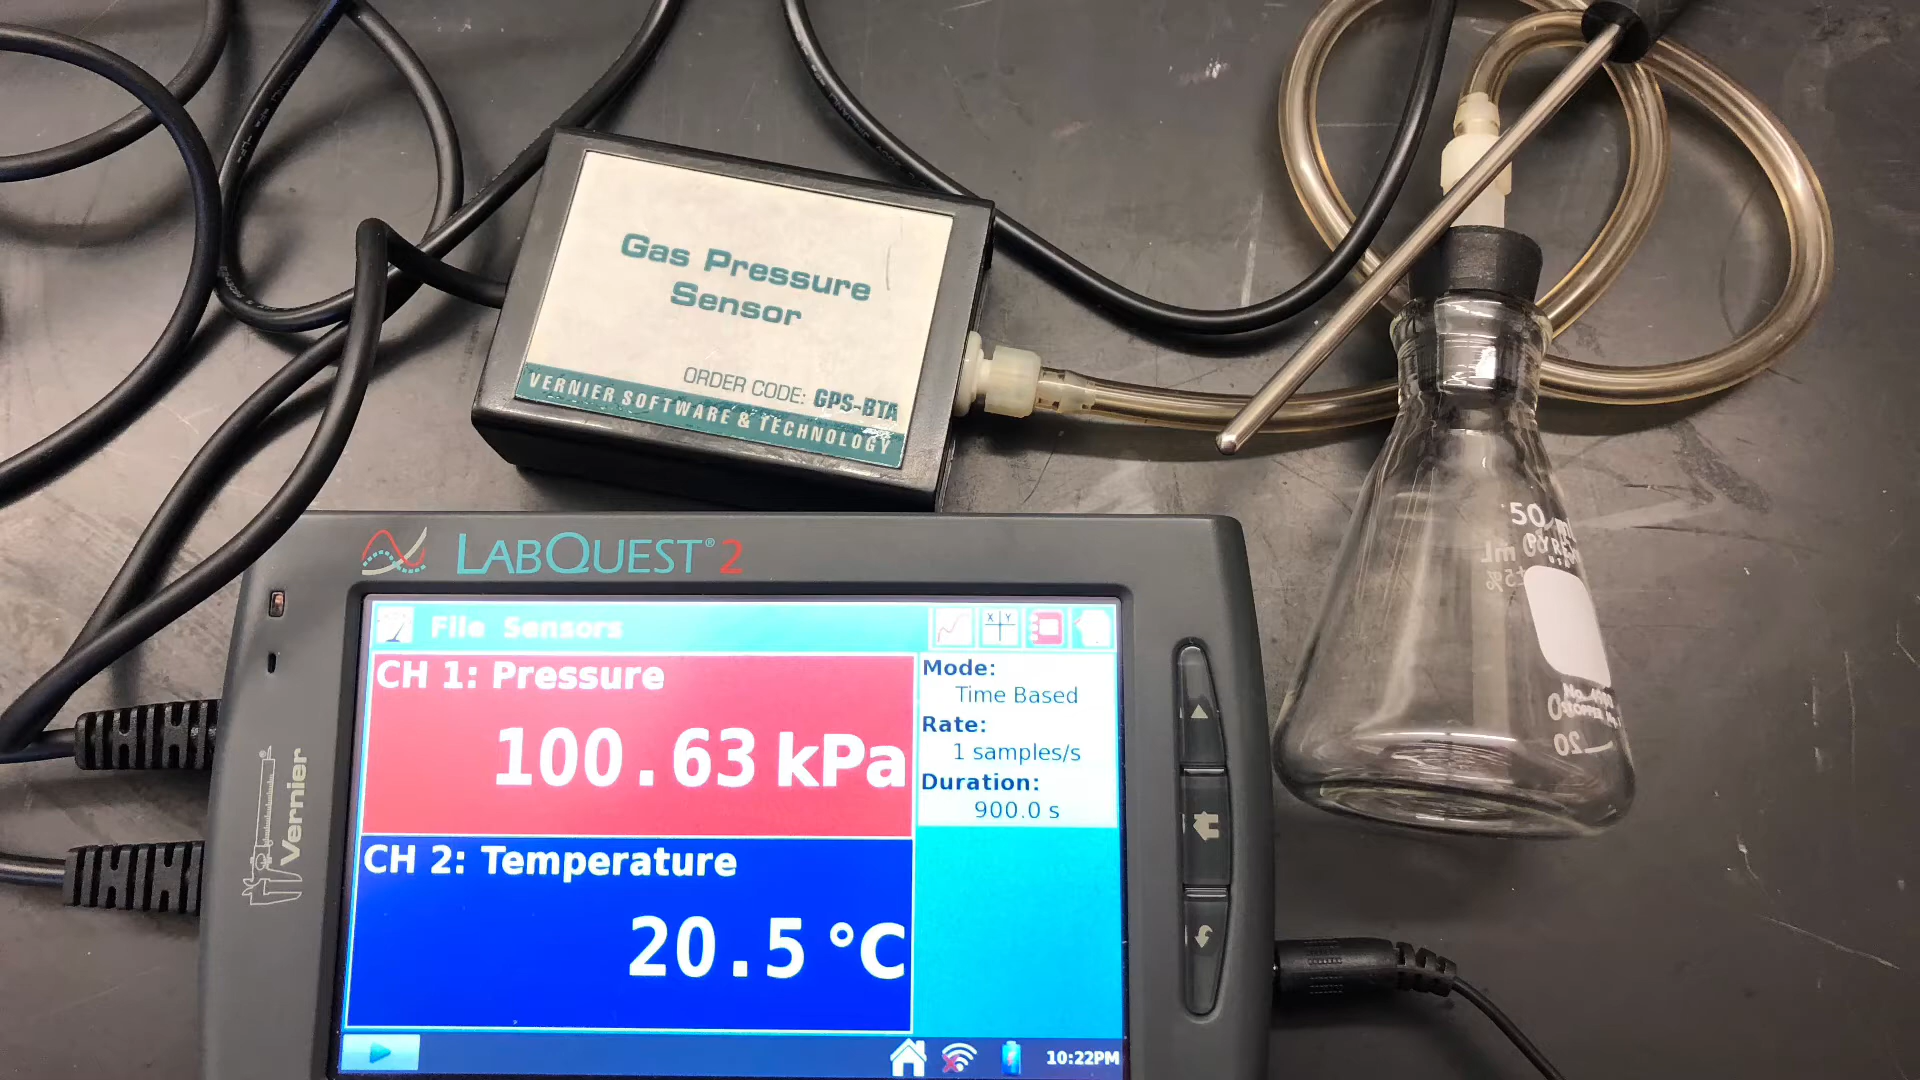 Gas Pressure
Sensor
ORDER CODE: GPS-BTA
VERNIER SOFTWARE & TECHNOLOGY
LABQUEST® 2
File Sensors
CH 1: Pressure
100.63 kPa
CH 2: Temperature
20.5 °C
Mode:
Time Based
Rate:
1 samples/s
Duration:
900.0 s
10:22PM
Vernier
50 ml
PYREX
20